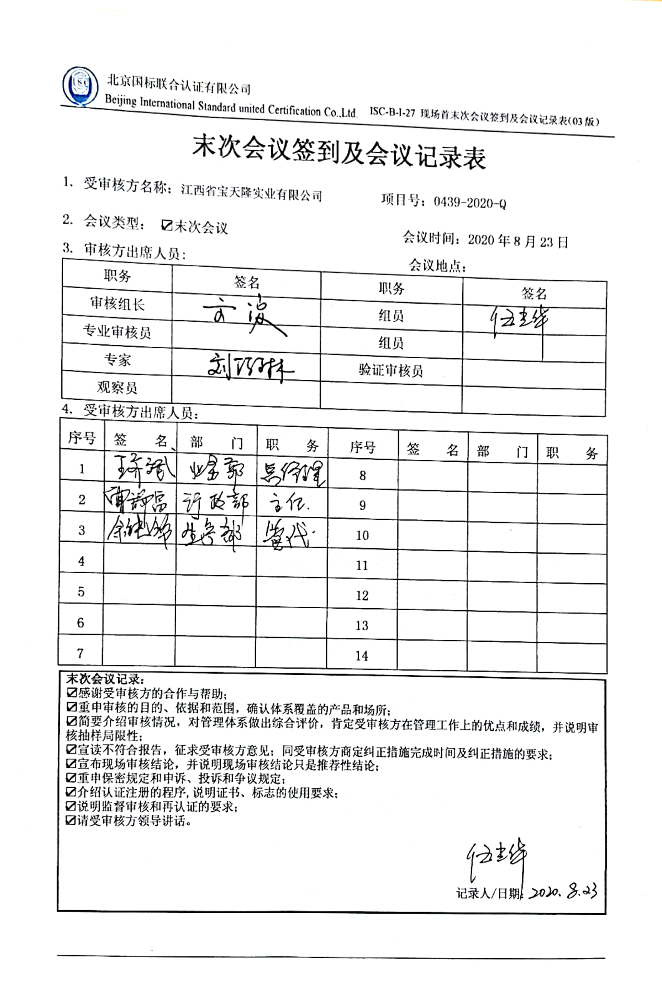 北京国标联合认证有限公司
Beijing International Standard united Certification Co.,Ltd. ISC-B-I-27 现场首末次会议签到及会议记录表(03版)
末次会议签到及会议记录表
1. 受审核方名称：江西省宝天隆实业有限公司 项目号：0439-2020-Q
2. 会议类型： ☑末次会议 会议时间：2020年8月23日
3. 审核方出席人员： 会议地点：
职务 签名 职务 签名
审核组长 组员
专业审核员 组员
专家 刘 林 验证审核员
观察员
4. 受审核方出席人员：
序号 签 名 部 门 职 务 序号 签 名 部 门 职 务
1 业务部 总经理 8
2 行政部 主任. 9
3 余 生产部 管代. 10
4 11
5 12
6 13
7 14
末次会议记录：
☑感谢受审核方的合作与帮助；
☑重申审核的目的、依据和范围，确认体系覆盖的产品和场所；
☑简要介绍审核情况，对管理体系做出综合评价，肯定受审核方在管理工作上的优点和成绩，并说明审
核抽样局限性；
☑宣读不符合报告，征求受审核方意见；同受审核方商定纠正措施完成时间及纠正措施的要求；
☑宣布现场审核结论，并说明现场审核结论只是推荐性结论；
☑重申保密规定和申诉、投诉和争议规定；
☑介绍认证注册的程序,说明证书、标志的使用要求；
☑说明监督审核和再认证的要求；
☑请受审核方领导讲话。
记录人/日期：2020.8.23